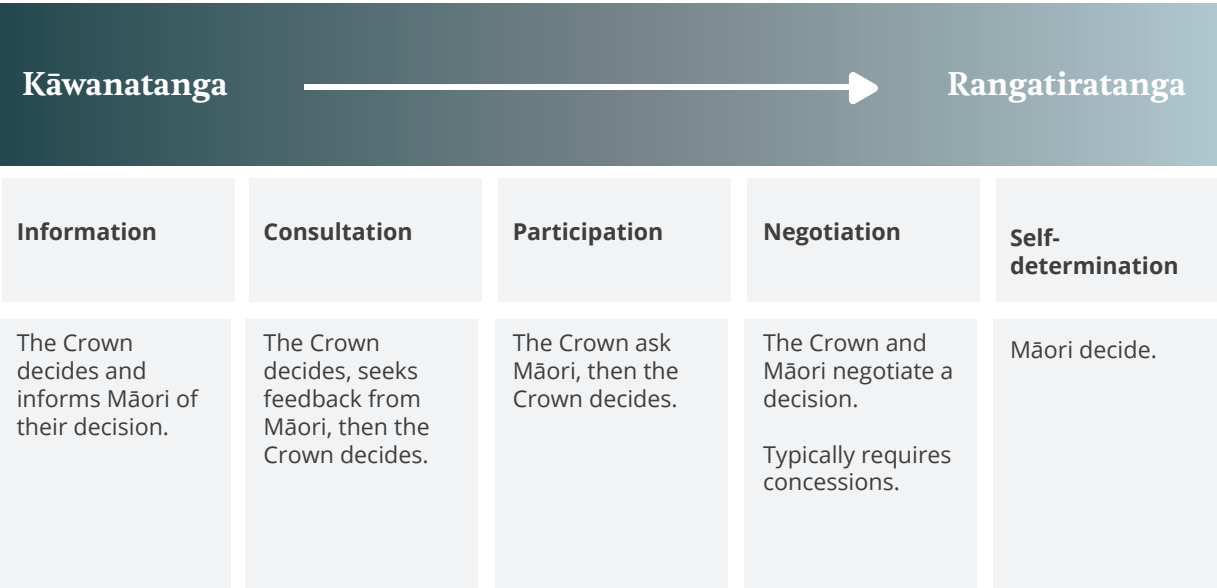 Kāwanatanga
Rangatiratanga
Information
Consultation
Participation
Negotiation
Self-
determination
The Crown
decides and
informs Māori of
their decision.
The Crown
decides, seeks
feedback from
Māori, then the
Crown decides.
The Crown ask
Māori, then the
Crown decides.
The Crown and
Māori negotiate a
decision.
Typically requires
concessions.
Māori decide.